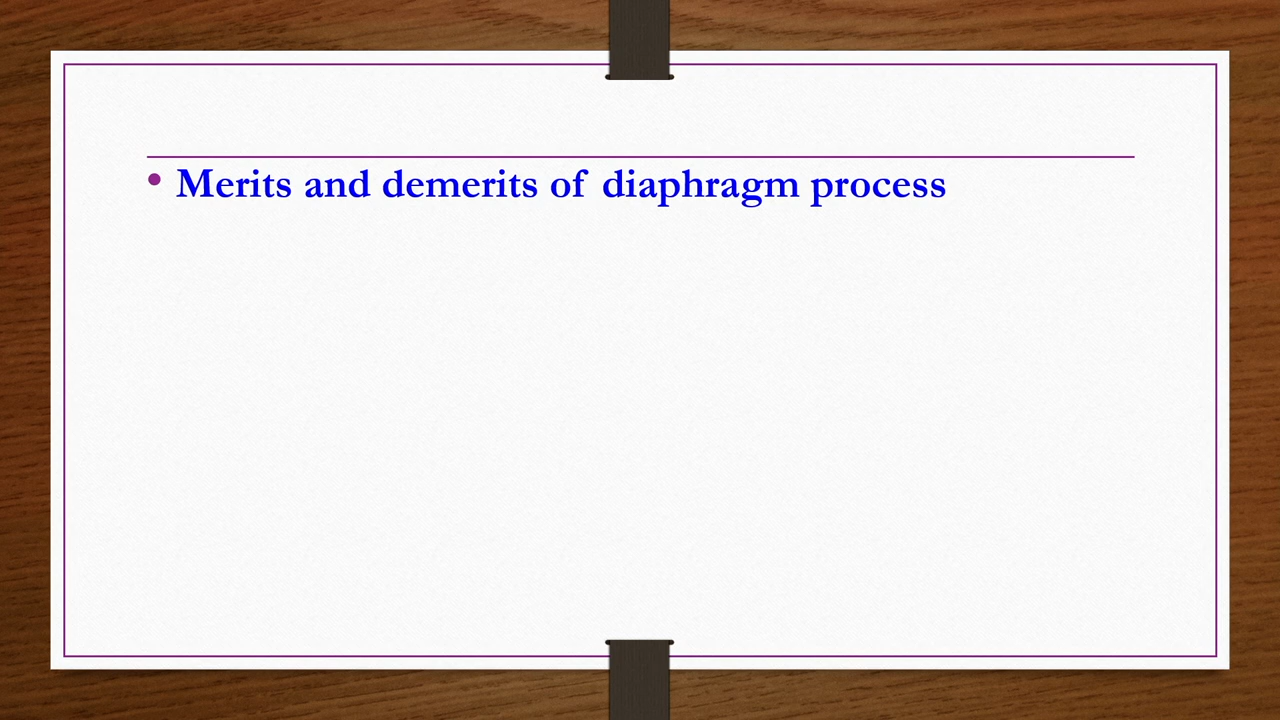 • Merits and demerits of diaphragm process